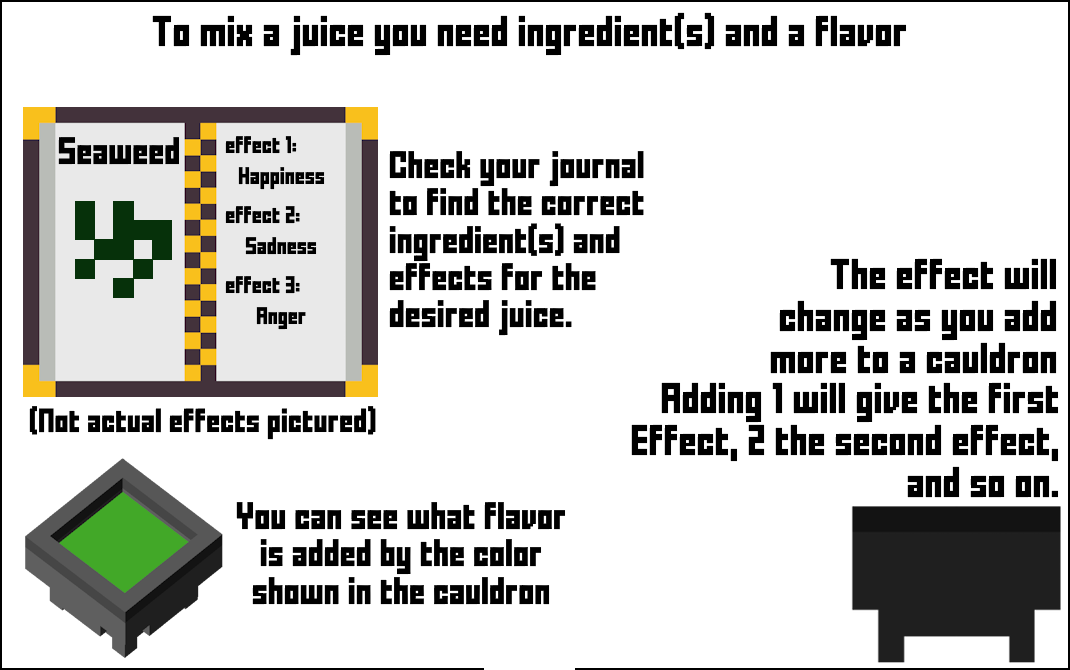 To mix a juice you need ingredient(s) and a flavor
Seaweed
effect 1:
Happiness
effect 2:
Sadness
effect 3:
Anger
(Not actual effects pictured)
Check your journal
to find the correct
ingredient(s) and
effects for the
desired juice.
The effect will
change as you add
more to a cauldron
Adding 1 will give the first
Effect, 2 the second effect,
and so on.
You can see what flavor
is added by the color
shown in the cauldron